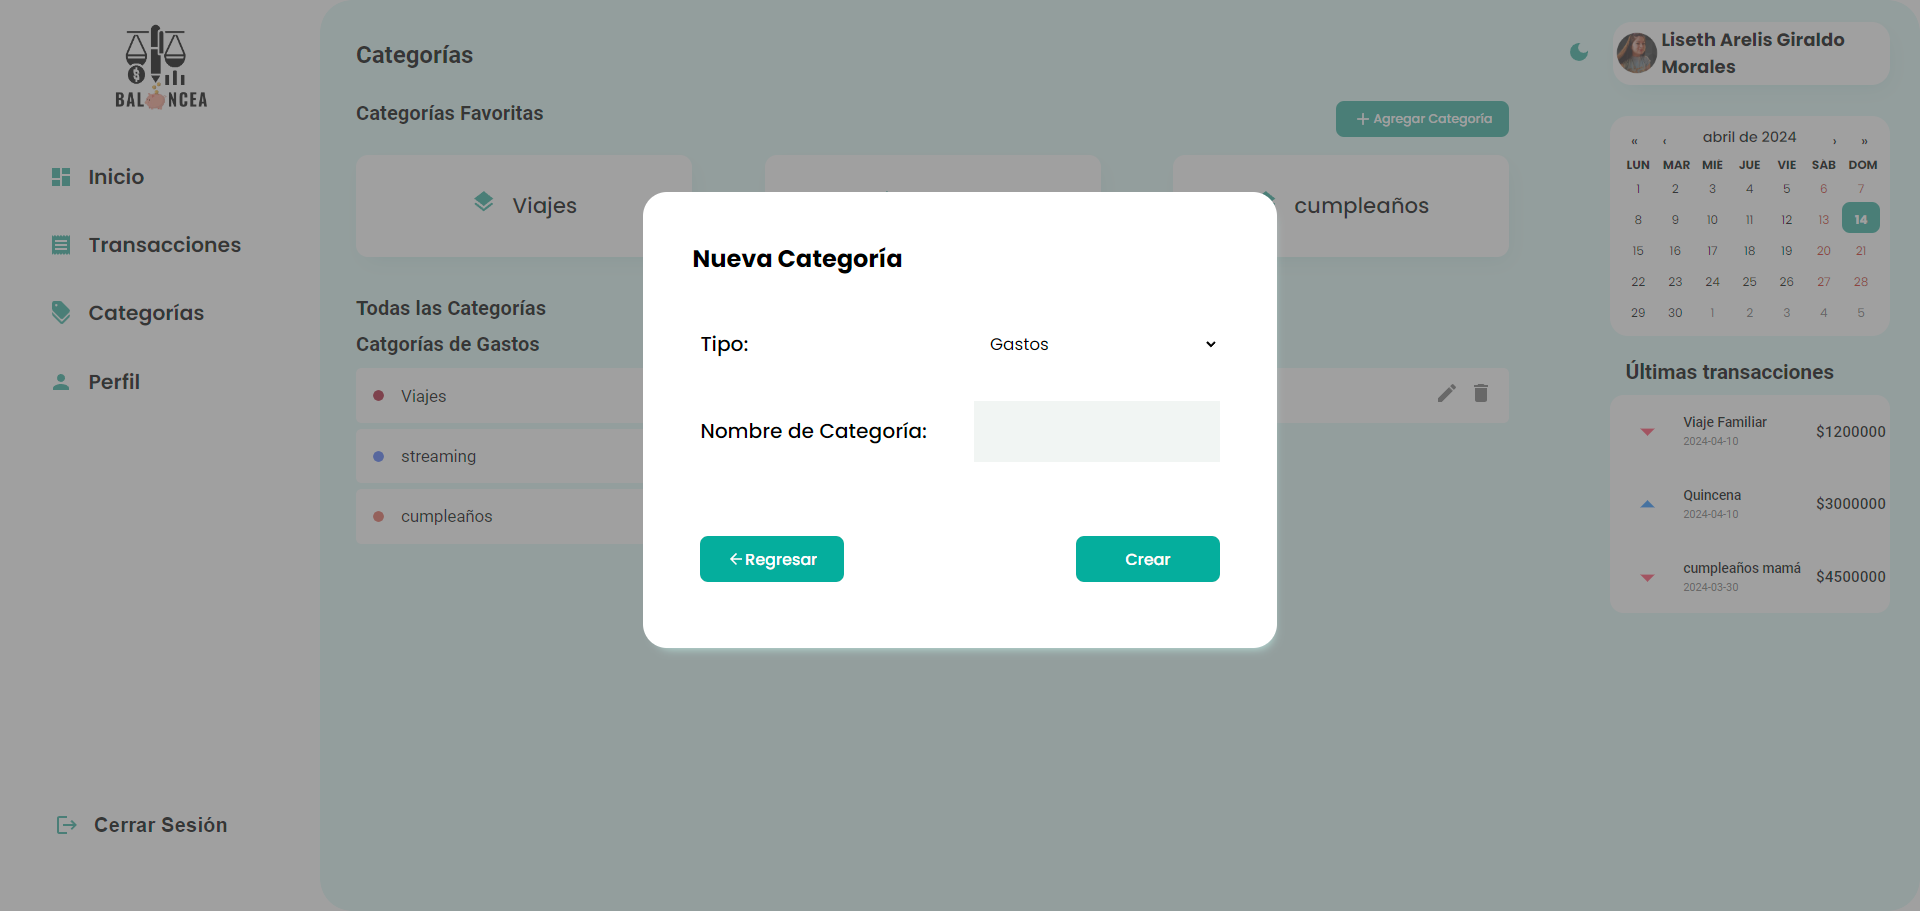 BALANCEA
Inicio
Transacciones
Categorías
Perfil
Cerrar Sesión
Categorías
Categorías Favoritas
+ Agregar Categoría
Viajes
cumpleaños
Todas las Categorías
Catgorías de Gastos
Viajes
streaming
cumpleaños
Nueva Categoría
Tipo:
Gastos
Nombre de Categoría:
Regresar
Crear
Liseth Arelis Giraldo
Morales
« ‹ abril de 2024 › »
LUN MAR MIÉ JUE VIE SÁB DOM
1 2 3 4 5 6 7
8 9 10 11 12 13 14
15 16 17 18 19 20 21
22 23 24 25 26 27 28
29 30 1 2 3 4 5
Últimas transacciones
Viaje Familiar
2024-04-10
$1200000
Quincena
2024-04-10
$3000000
cumpleaños mamá
2024-03-30
$4500000